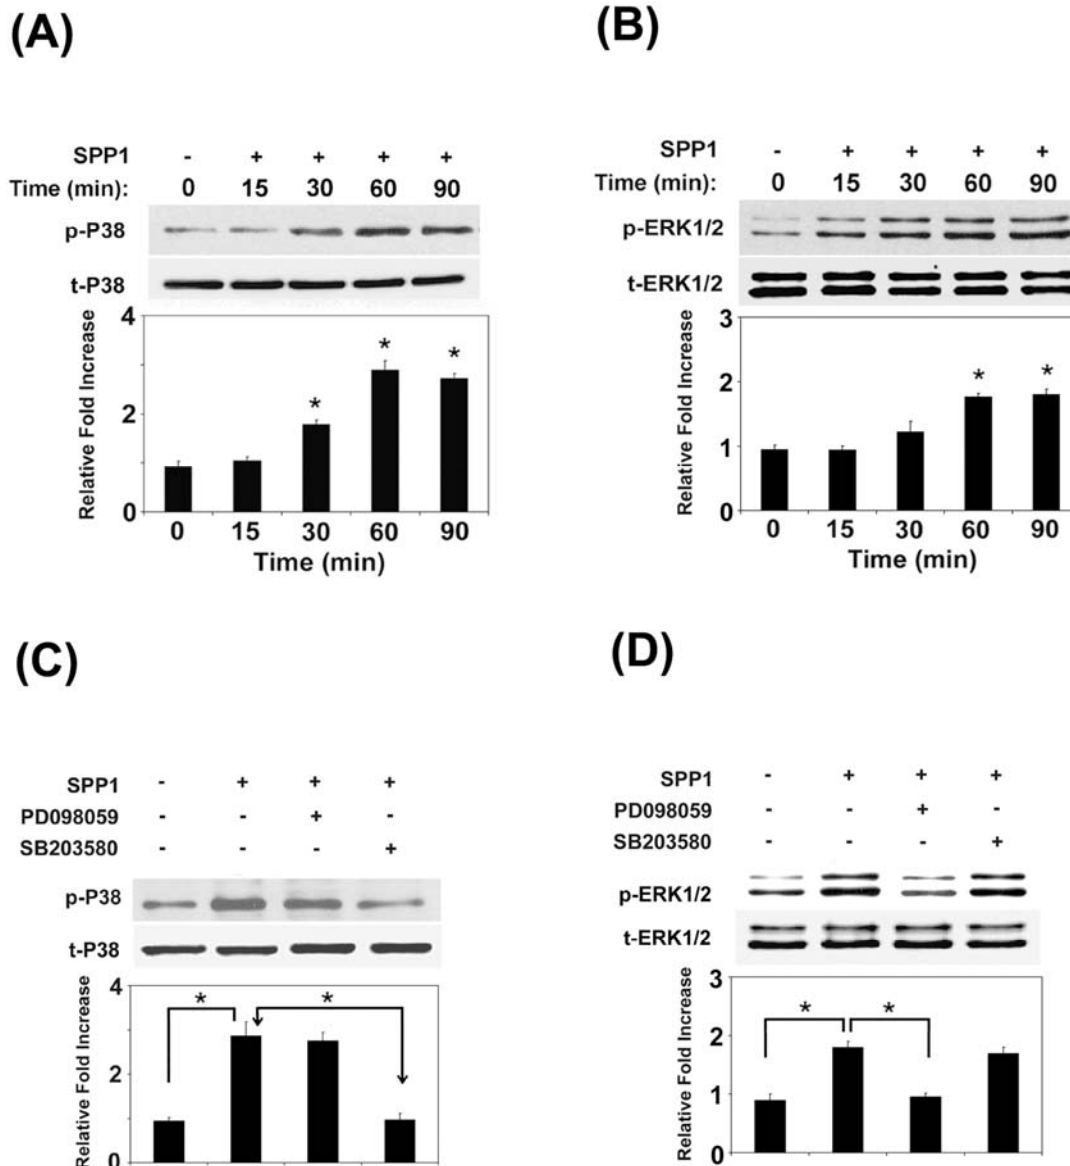 (A)
SPP1 - + + + +
Time (min): 0 15 30 60 90
p-P38
t-P38
Relative Fold Increase
4
2
0
*
*
*
0 15 30 60 90
Time (min)
(B)
SPP1 - + + + +
Time (min): 0 15 30 60 90
p-ERK1/2
t-ERK1/2
Relative Fold Increase
3
2
1
0
*
*
0 15 30 60 90
Time (min)
(C)
SPP1 - + + +
PD098059 - - + -
SB203580 - - - +
p-P38
t-P38
Relative Fold Increase
4
2
0
*
*
(D)
SPP1 - + + +
PD098059 - - + -
SB203580 - - - +
p-ERK1/2
t-ERK1/2
Relative Fold Increase
3
2
1
0
*
*